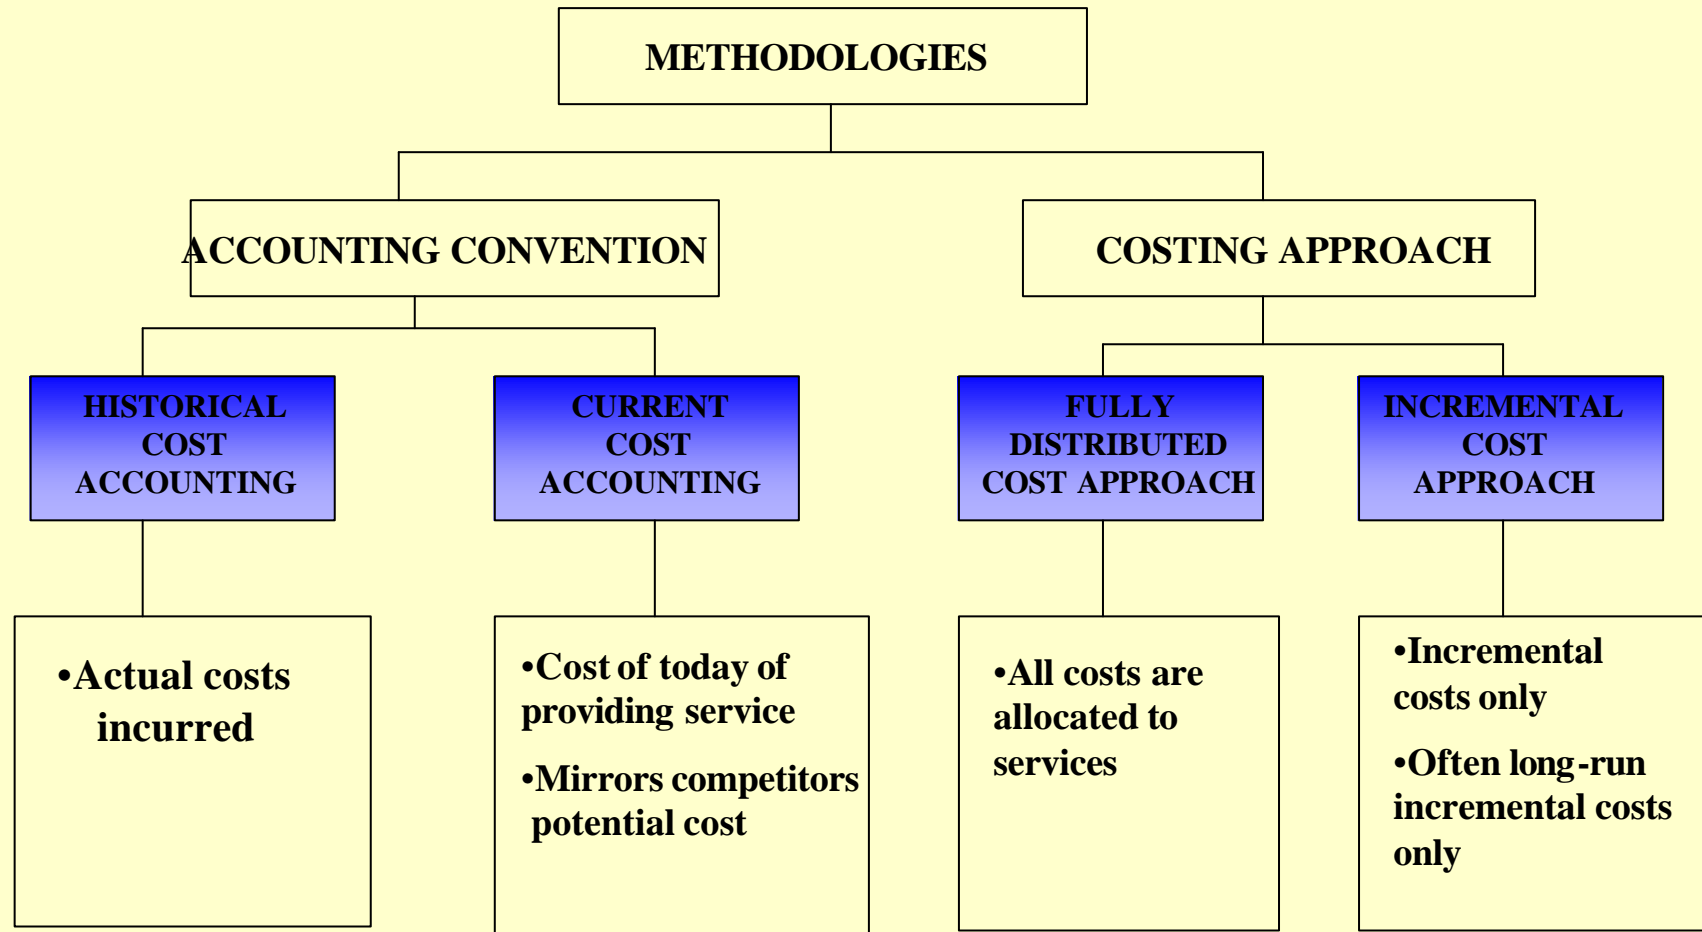 METHODOLOGIES
ACCOUNTING CONVENTION
COSTING APPROACH
HISTORICAL
COST
ACCOUNTING
CURRENT
COST
ACCOUNTING
FULLY
DISTRIBUTED
COST APPROACH
INCREMENTAL
COST
APPROACH
•Actual costs
incurred
•Cost of today of
providing service
•Mirrors competitors
potential cost
•All costs are
allocated to
services
•Incremental
costs only
•Often long-run
incremental costs
only